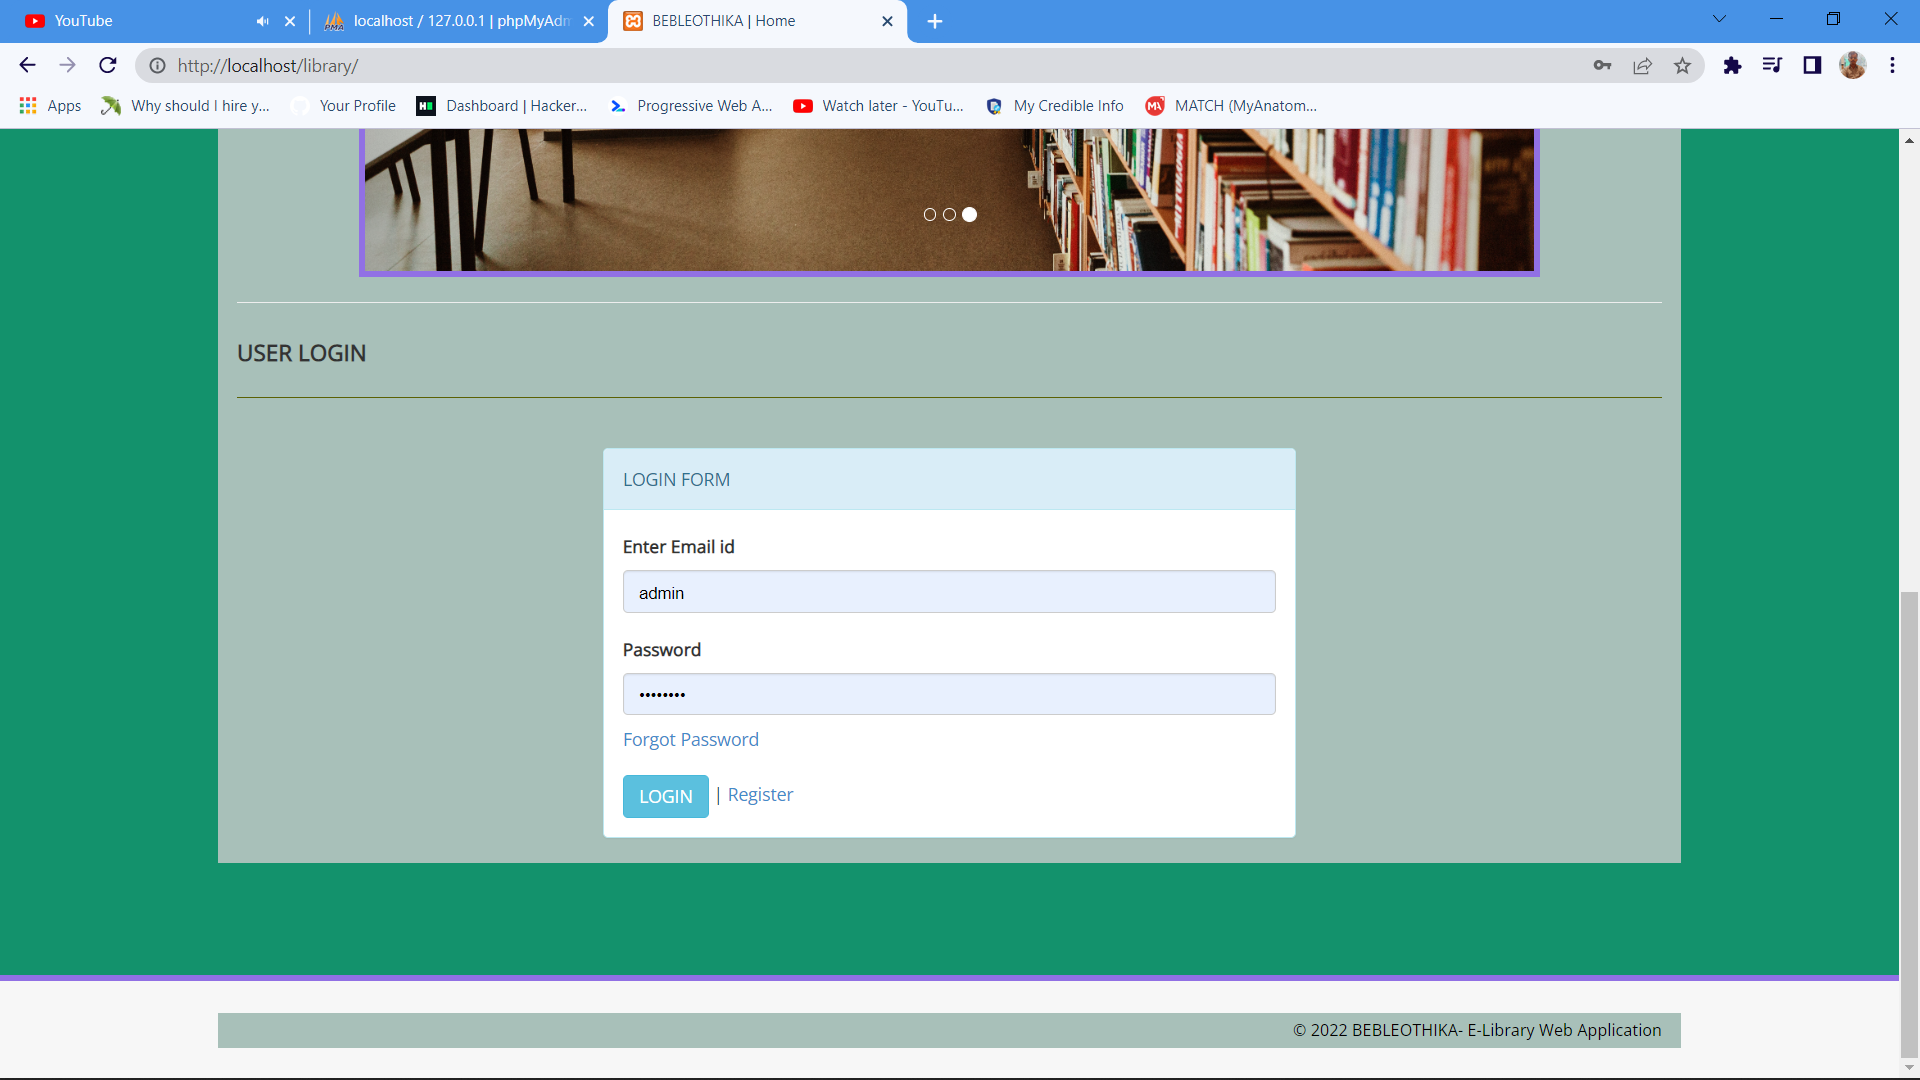 YouTube
localhost / 127.0.0.1 | phpMyAdm
BEBLEOTHIKA | Home
http://localhost/library/
Apps
Why should I hire y...
Your Profile
Dashboard | Hacker...
Progressive Web A...
Watch later - YouTu...
My Credible Info
MATCH (MyAnatom...
USER LOGIN
LOGIN FORM
Enter Email id
admin
Password
••••••••
Forgot Password
LOGIN | Register
© 2022 BEBLEOTHIKA- E-Library Web Application